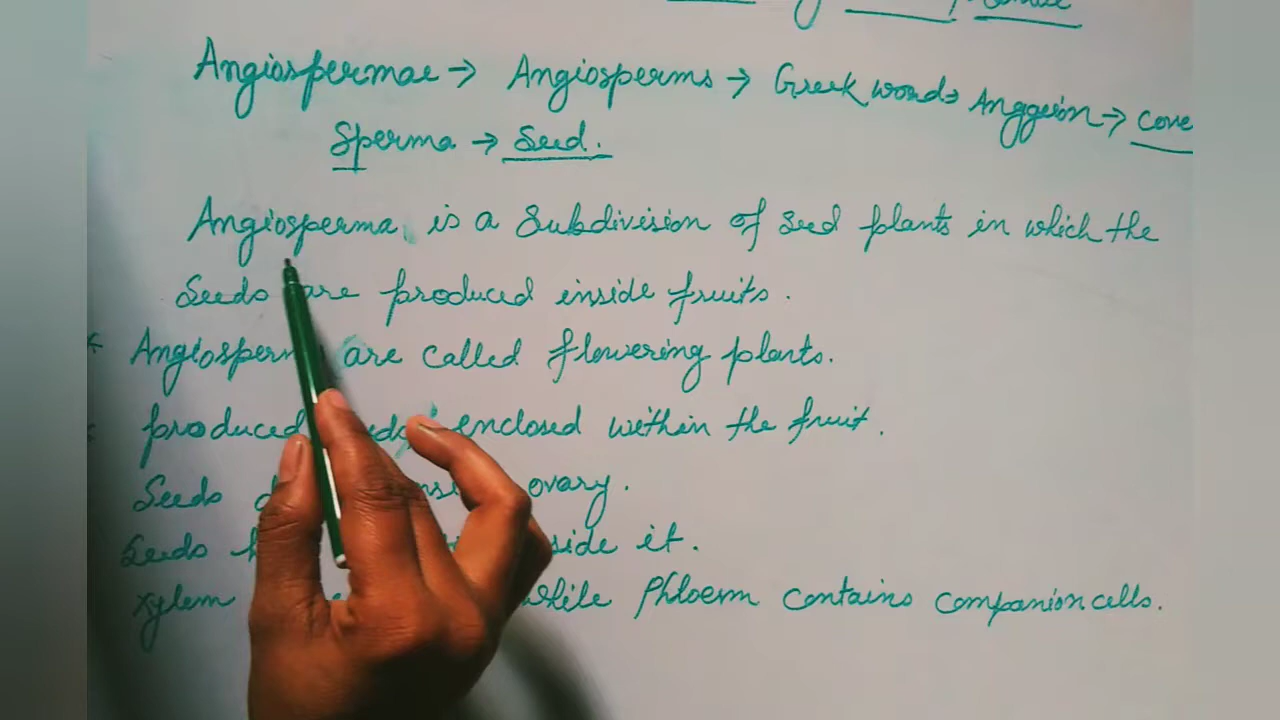 Angiospermae → Angiosperms → Greek words Anggeion → cove
Sperma → Seed.
Angiosperma is a Subdivision of seed plants in which the
Seeds are produced inside fruits.
* Angiosperm are called flowering plants.
produced enclosed within the fruit.
Seeds ovary.
Seeds it.
Xylem while Phloem contains companion cells.